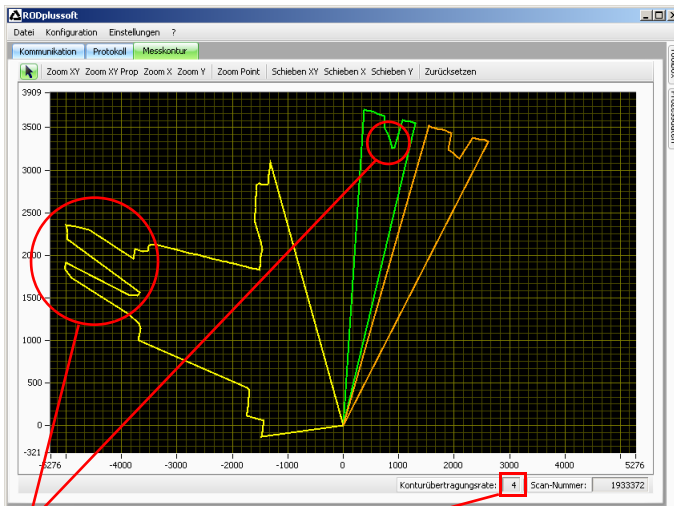 RODplussoft
Datei Konfiguration Einstellungen ?
Kommunikation Protokoll Messkontur
Zoom XY Zoom XY Prop Zoom X Zoom Y Zoom Point Schieben XY Schieben X Schieben Y Zurücksetzen
3909
3500
3000
2500
2000
1500
1000
500
0
-321
-5276 -4000 -3000 -2000 -1000 0 1000 2000 3000 4000 5276
Konturübertragungsrate: 4 Scan-Nummer: 1933372